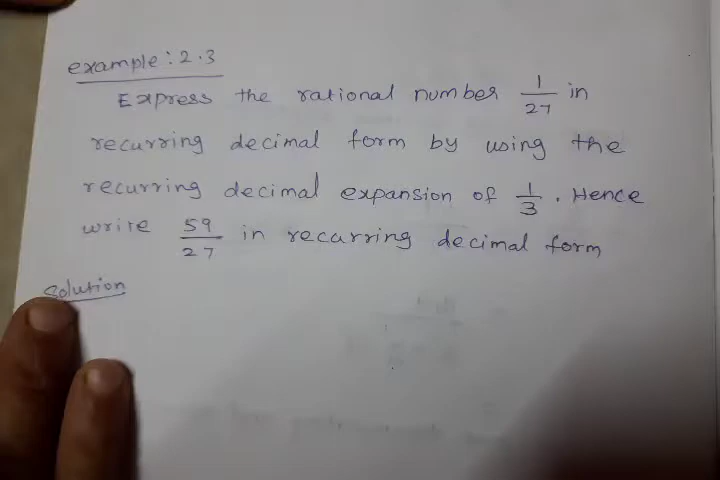 example: 2.3
Express the rational number 1/27 in
recurring decimal form by using the
recurring decimal expansion of 1/3. Hence
write 59/27 in recurring decimal form
Solution